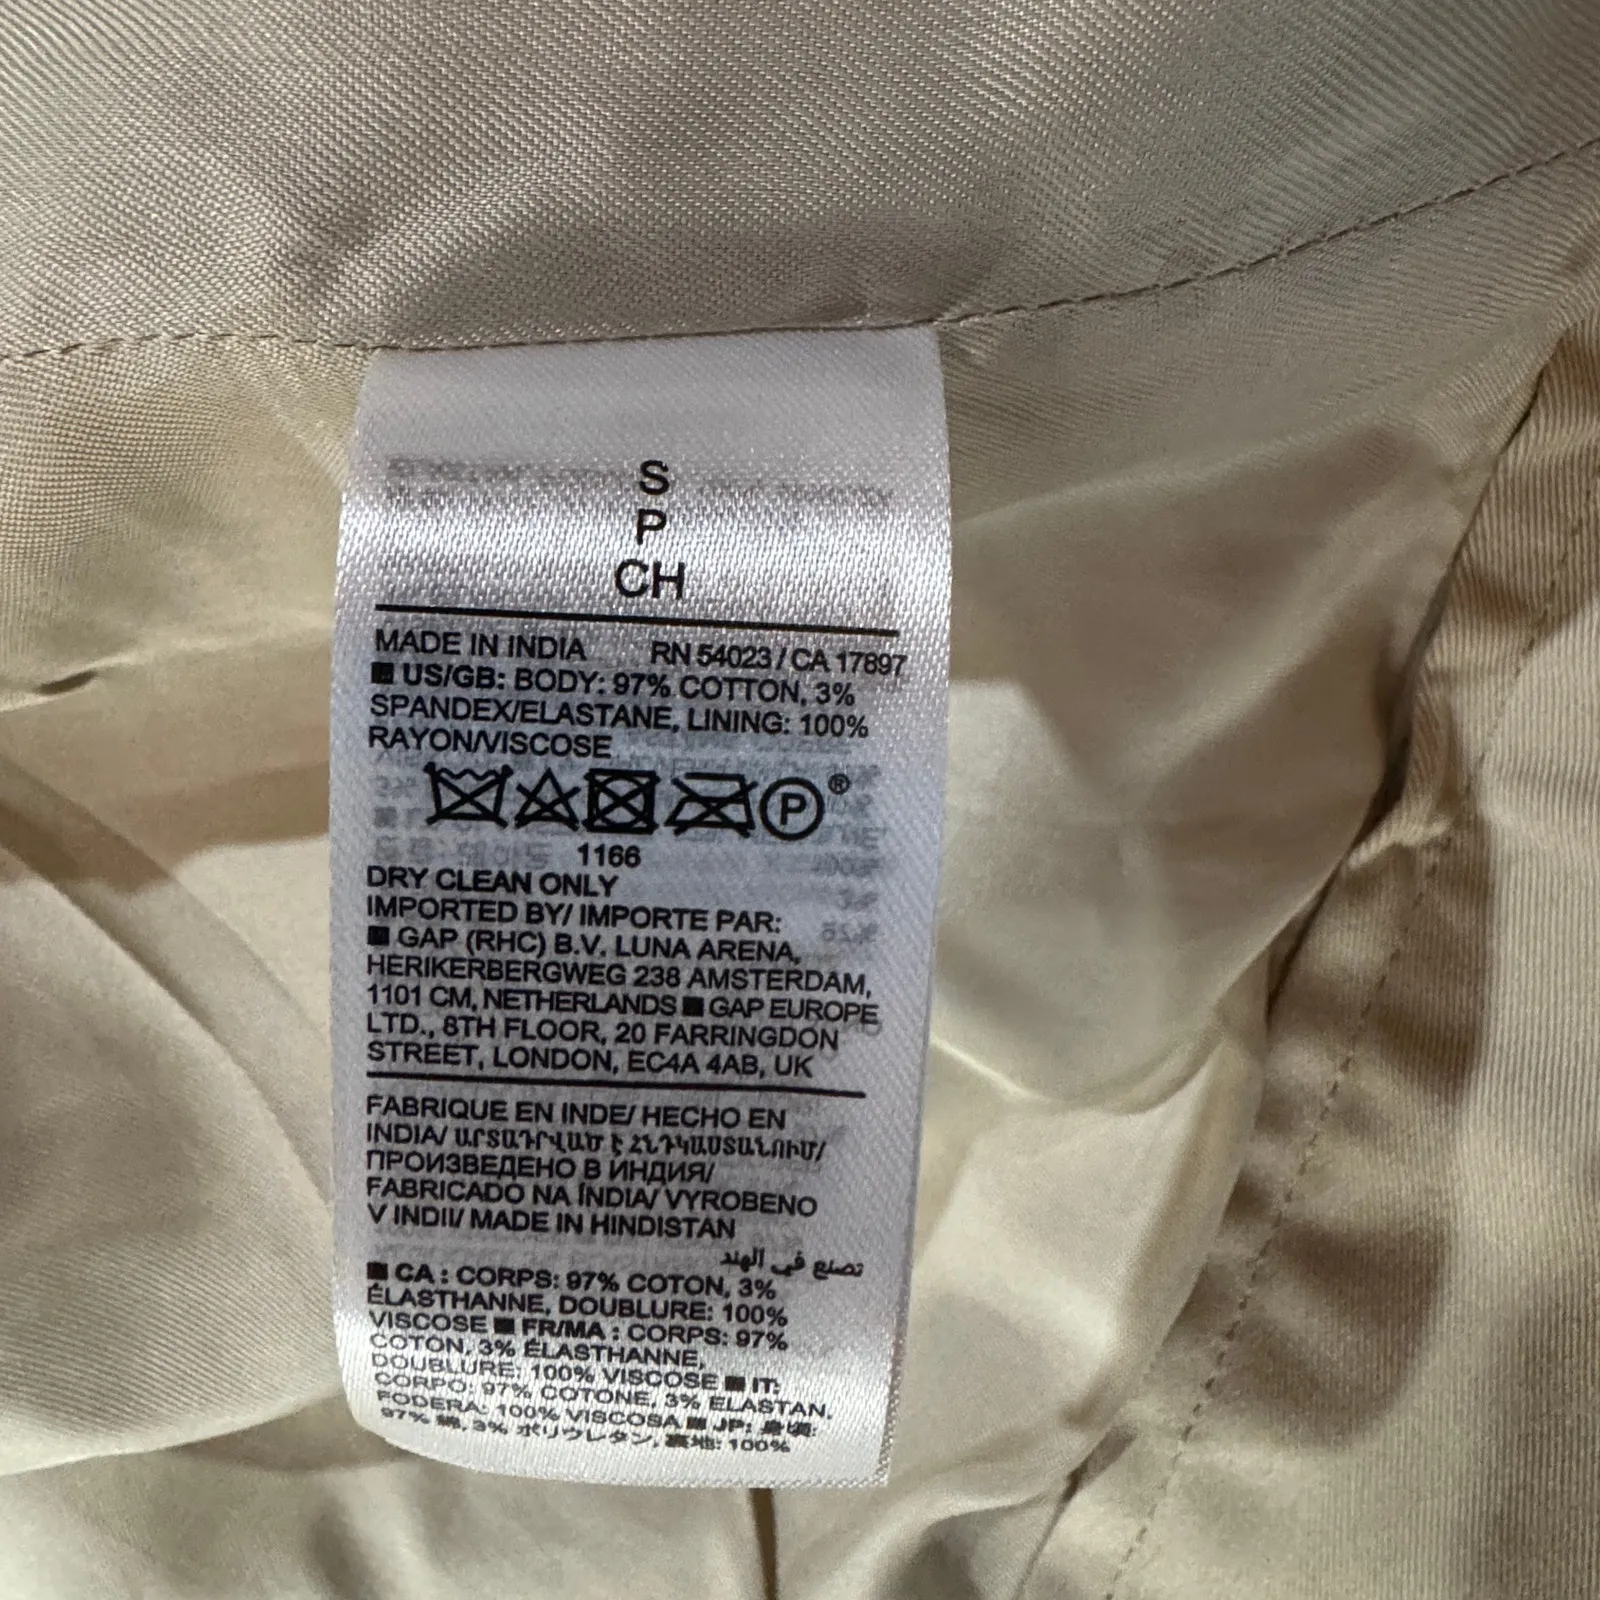 S
P
CH
MADE IN INDIA RN 54023 / CA 17897
■ US/GB: BODY: 97% COTTON, 3%
SPANDEX/ELASTANE, LINING: 100%
RAYON/VISCOSE
P ®
1166
DRY CLEAN ONLY
IMPORTED BY/ IMPORTE PAR:
■ GAP (RHC) B.V. LUNA ARENA,
HERIKERBERGWEG 238 AMSTERDAM,
1101 CM, NETHERLANDS ■ GAP EUROPE
LTD., 8TH FLOOR, 20 FARRINGDON
STREET, LONDON, EC4A 4AB, UK
FABRIQUE EN INDE/ HECHO EN
INDIA/ ԱՐՏԱԴՐՎԱԾ Է ՀՆԴԿԱՍՏԱՆՈՒՄ/
ПРОИЗВЕДЕНО В ИНДИЯ/
FABRICADO NA ÍNDIA/ VYROBENO
V INDII/ MADE IN HINDISTAN
تصنع في الهند
■ CA : CORPS: 97% COTON, 3%
ÉLASTHANNE, DOUBLURE: 100%
VISCOSE ■ FR/MA : CORPS: 97%
COTON, 3% ÉLASTHANNE,
DOUBLURE: 100% VISCOSE ■ IT:
CORPO: 97% COTONE, 3% ELASTAN.
FODERA: 100% VISCOSA ■ JP: 身頃:
97% 綿, 3% ポリウレタン, 裏地: 100%